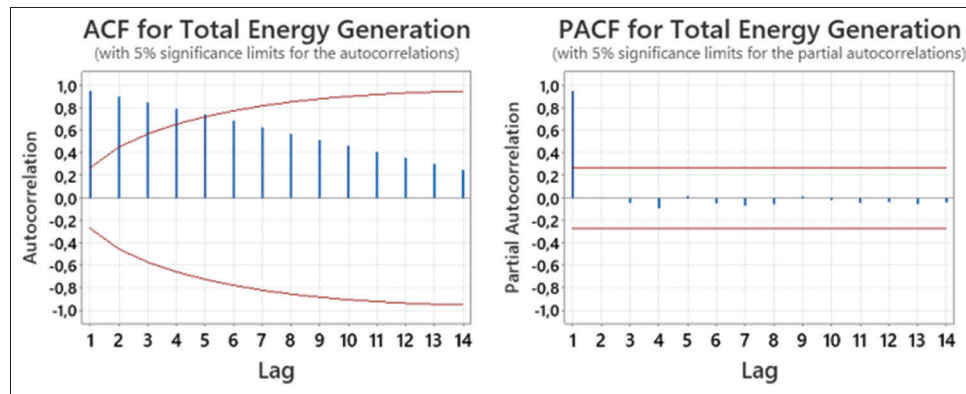 ACF for Total Energy Generation
(with 5% significance limits for the autocorrelations)
Autocorrelation
1,0
0,8
0,6
0,4
0,2
0,0
-0,2
-0,4
-0,6
-0,8
-1,0
1 2 3 4 5 6 7 8 9 10 11 12 13 14
Lag
PACF for Total Energy Generation
(with 5% significance limits for the partial autocorrelations)
Partial Autocorrelation
1,0
0,8
0,6
0,4
0,2
0,0
-0,2
-0,4
-0,6
-0,8
-1,0
1 2 3 4 5 6 7 8 9 10 11 12 13 14
Lag